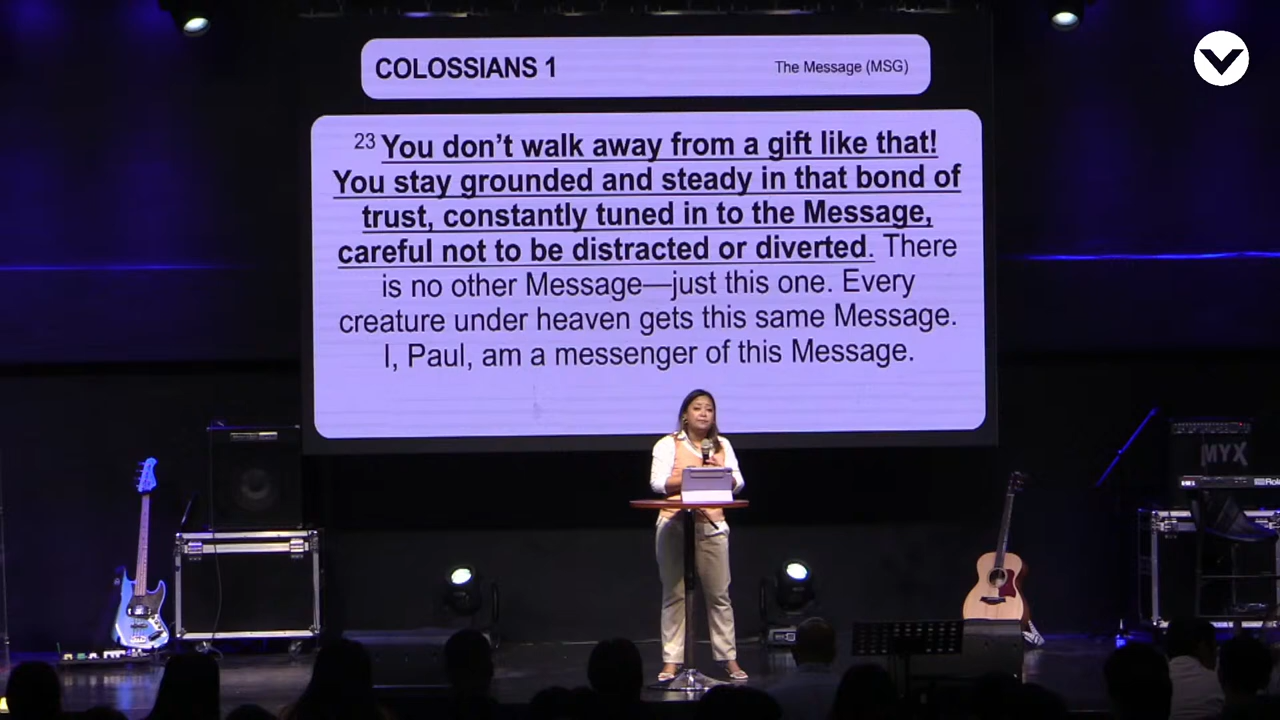 COLOSSIANS 1
The Message (MSG)
23 You don't walk away from a gift like that!
You stay grounded and steady in that bond of
trust, constantly tuned in to the Message,
careful not to be distracted or diverted. There
is no other Message—just this one. Every
creature under heaven gets this same Message.
I, Paul, am a messenger of this Message.
MYX